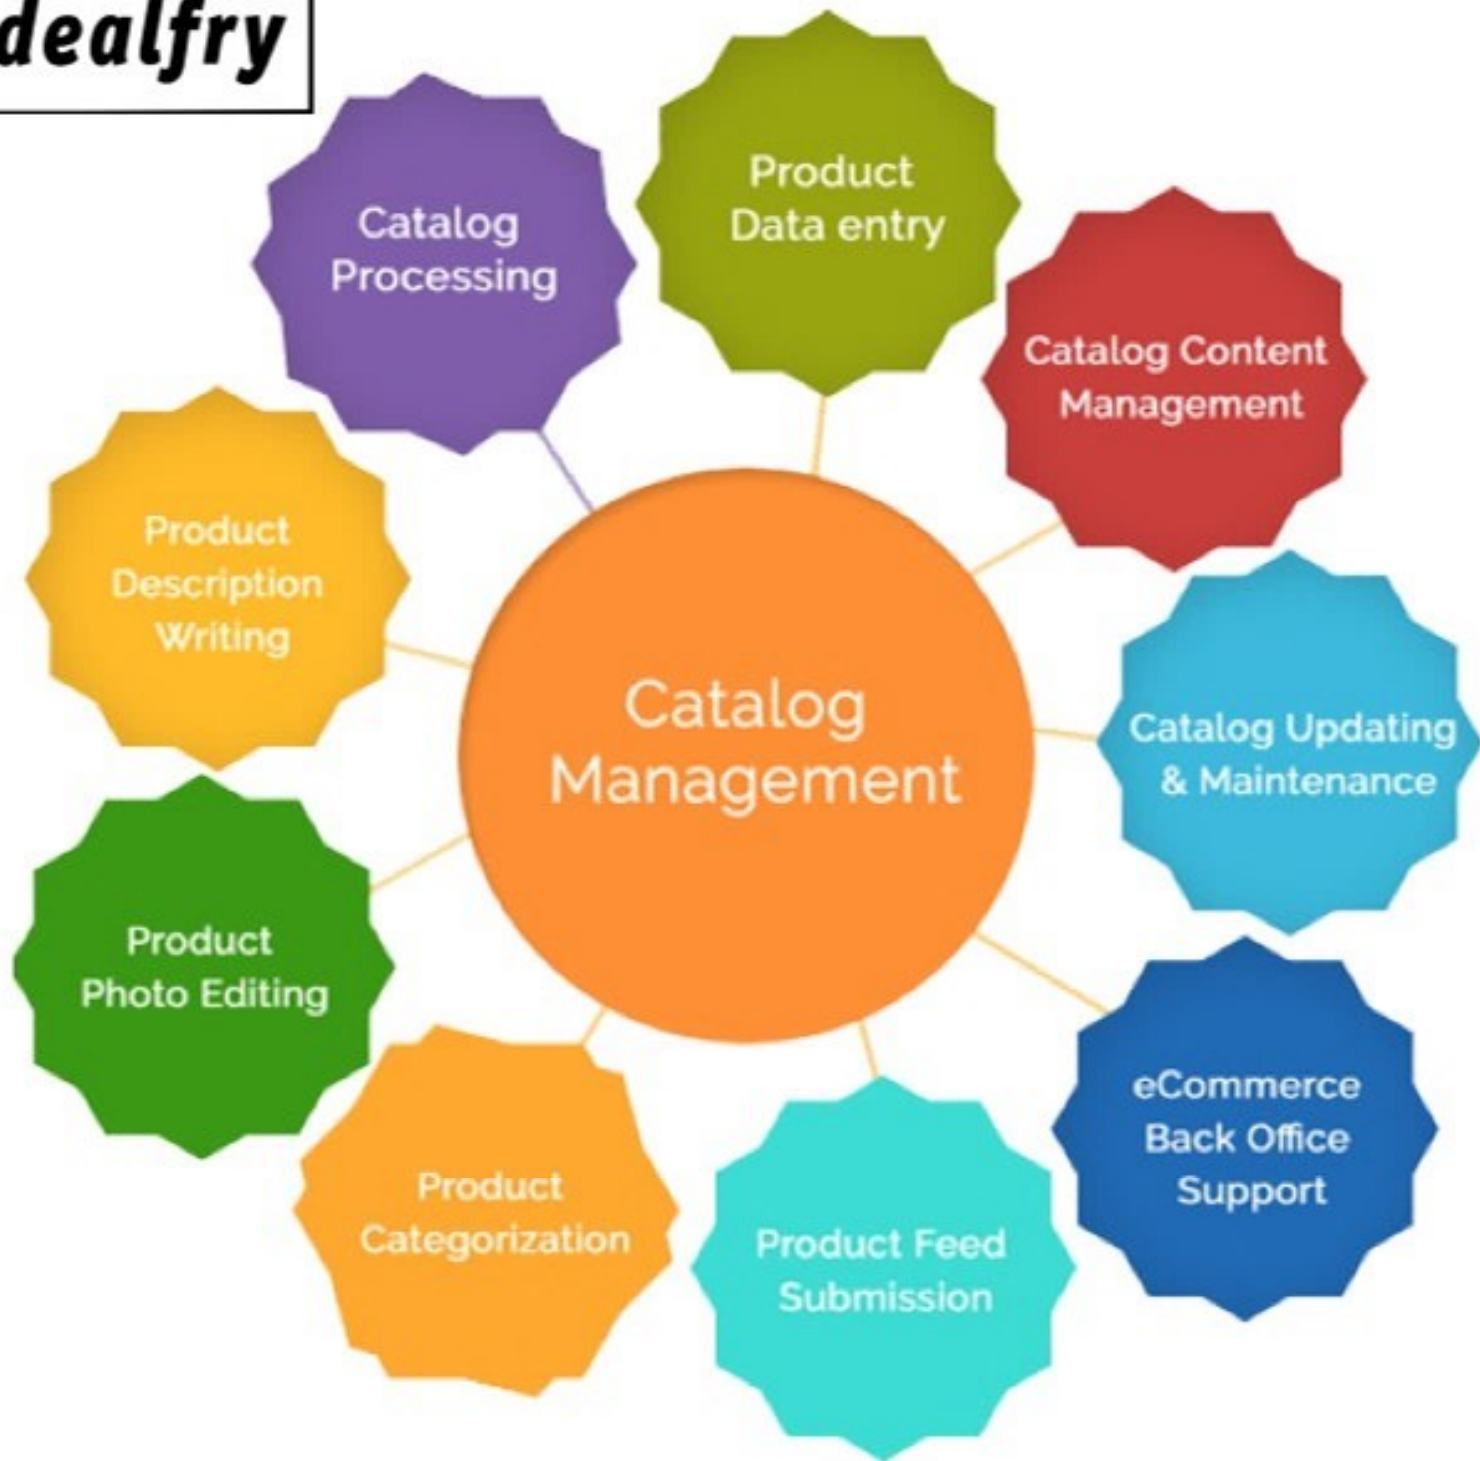 dealfry
Product
Data entry
Catalog
Processing
Catalog Content
Management
Product
Description
Writing
Catalog
Management
Catalog Updating
& Maintenance
Product
Photo Editing
eCommerce
Back Office
Support
Product
Categorization
Product Feed
Submission